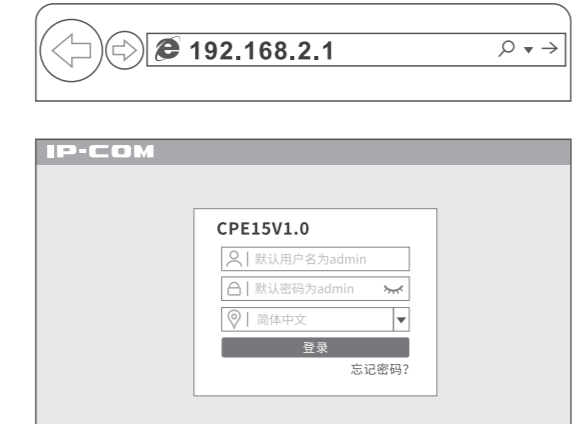 192.168.2.1
IP-COM
CPE15V1.0
默认用户名为admin
默认密码为admin
简体中文
登录
忘记密码?